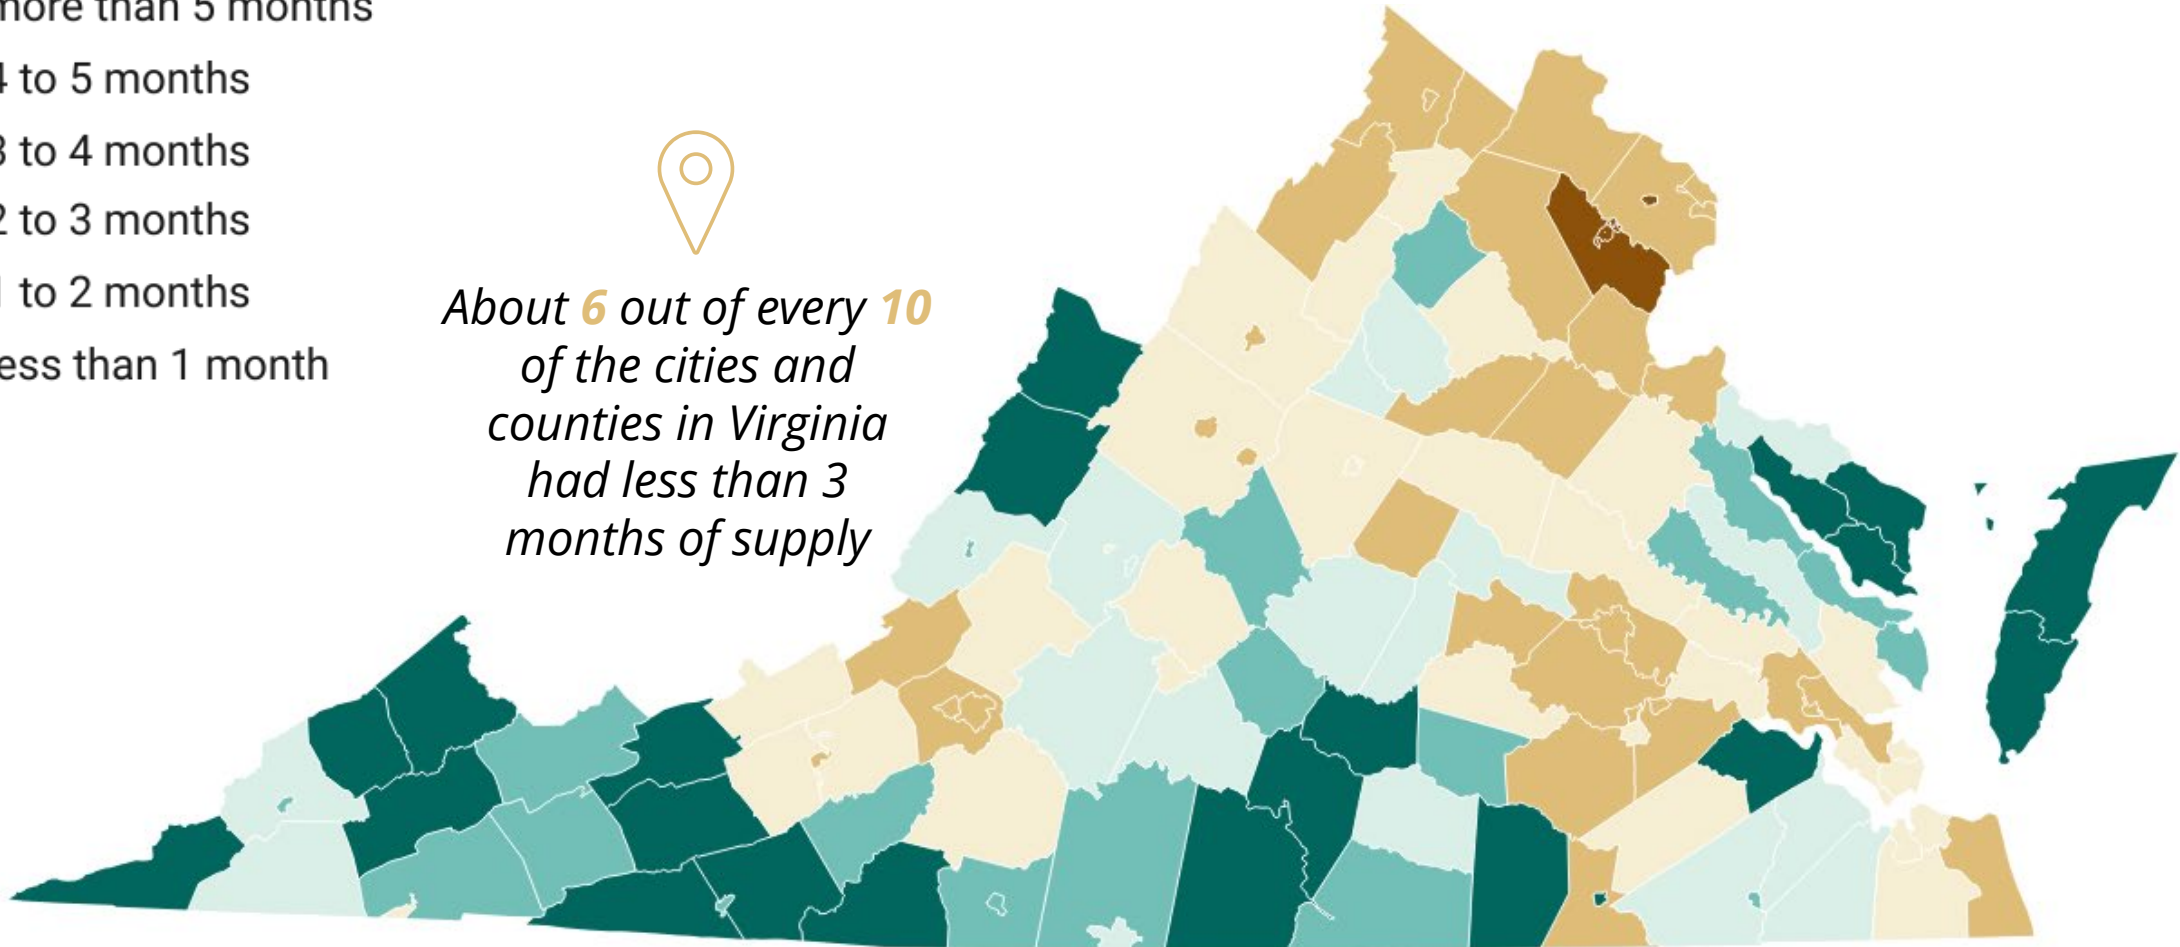 more than 5 months
4 to 5 months
3 to 4 months
2 to 3 months
1 to 2 months
less than 1 month
About 6 out of every 10
of the cities and
counties in Virginia
had less than 3
months of supply